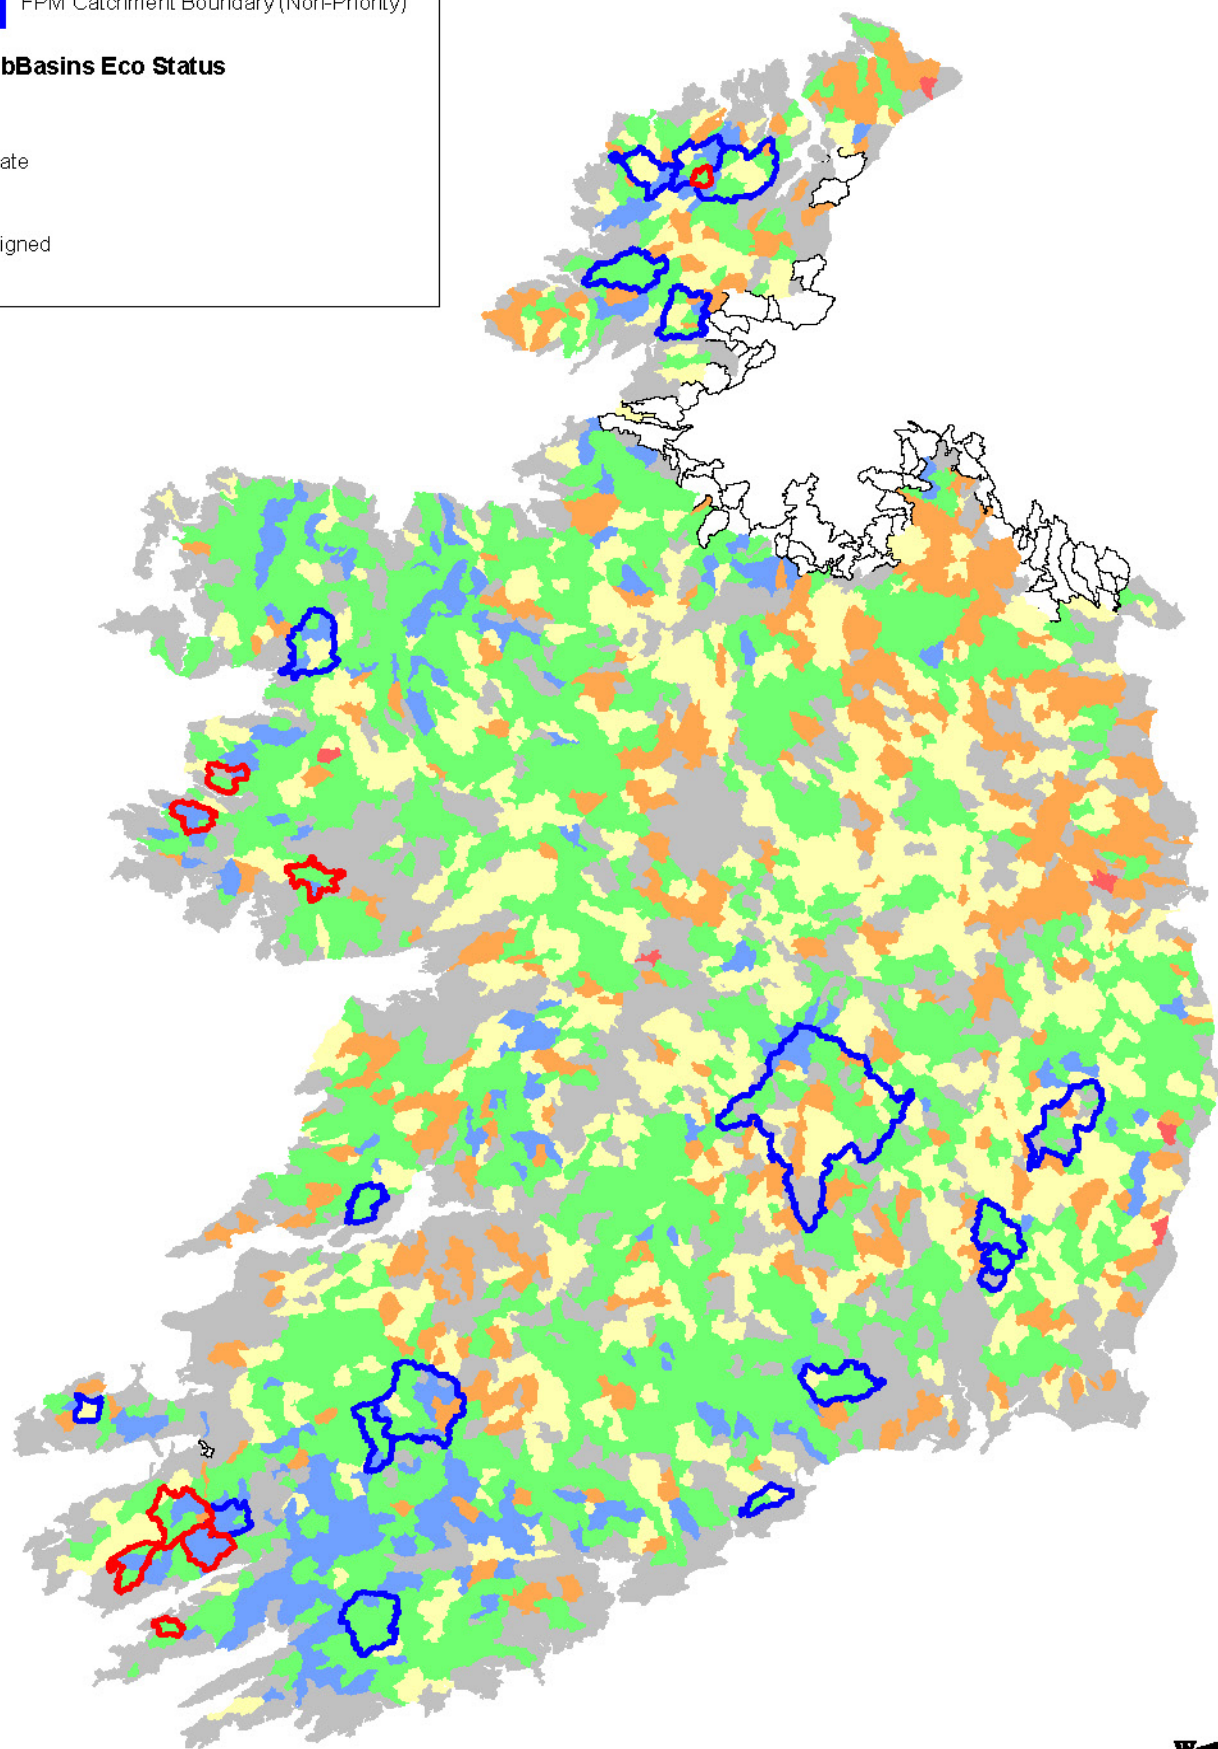 FPM Catchment Boundary (Non-Priority)
bBasins Eco Status
ate
igned
W